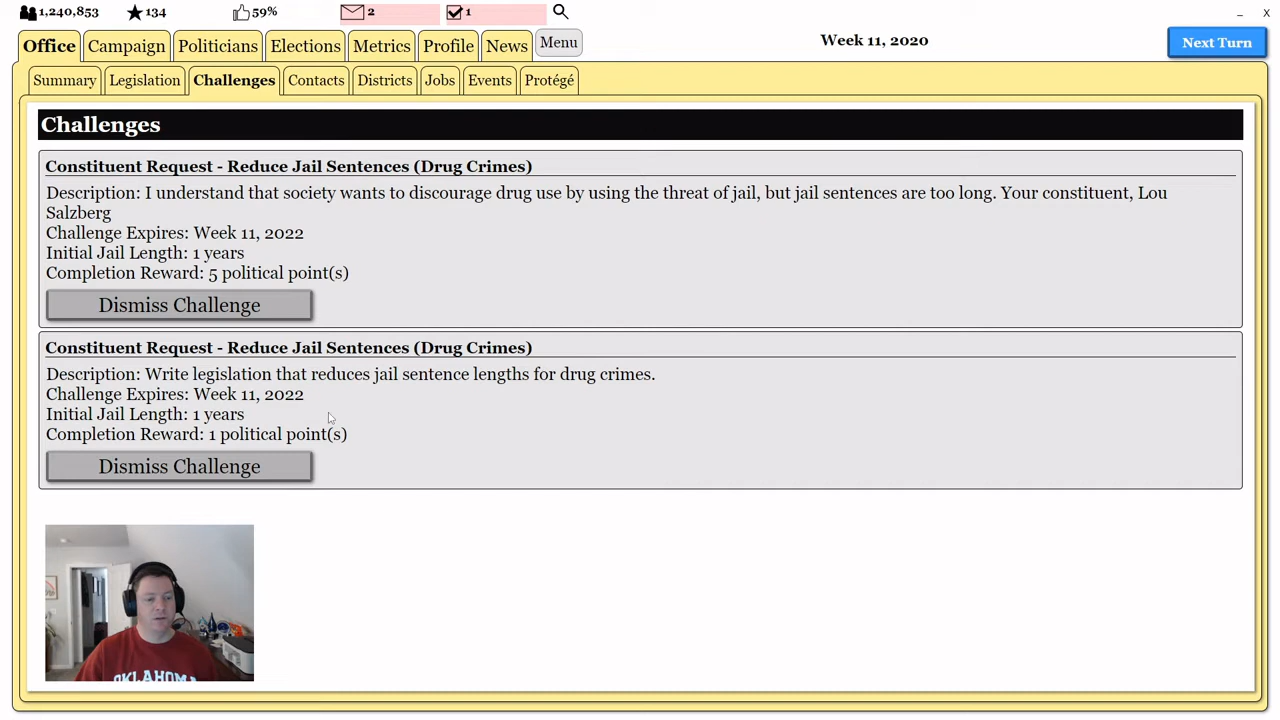 1,240,853 134 59% 2 1
Office Campaign Politicians Elections Metrics Profile News Menu Week 11, 2020 Next Turn
Summary Legislation Challenges Contacts Districts Jobs Events Protégé
Challenges
Constituent Request - Reduce Jail Sentences (Drug Crimes)
Description: I understand that society wants to discourage drug use by using the threat of jail, but jail sentences are too long. Your constituent, Lou
Salzberg
Challenge Expires: Week 11, 2022
Initial Jail Length: 1 years
Completion Reward: 5 political point(s)
Dismiss Challenge
Constituent Request - Reduce Jail Sentences (Drug Crimes)
Description: Write legislation that reduces jail sentence lengths for drug crimes.
Challenge Expires: Week 11, 2022
Initial Jail Length: 1 years
Completion Reward: 1 political point(s)
Dismiss Challenge
OKLAHOMA